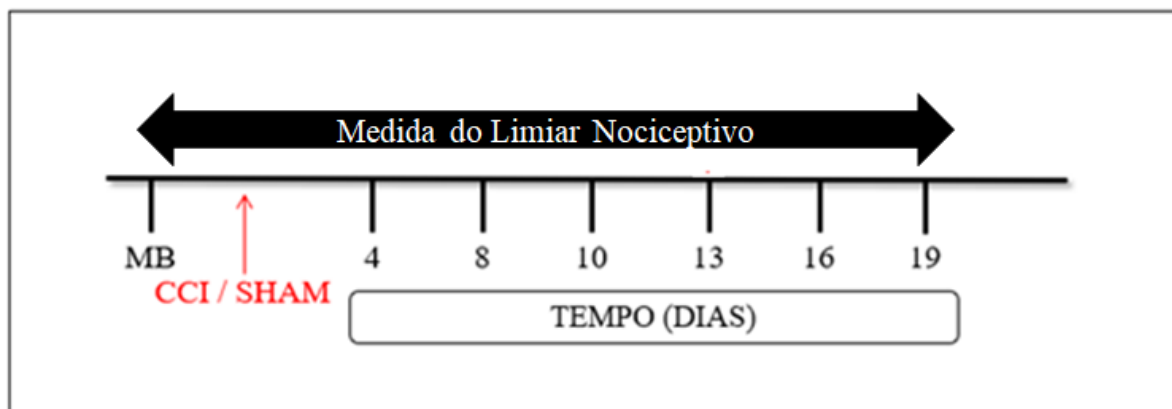 Medida do Limiar Nociceptivo
MB 4 8 10 13 16 19
CCI / SHAM
TEMPO (DIAS)